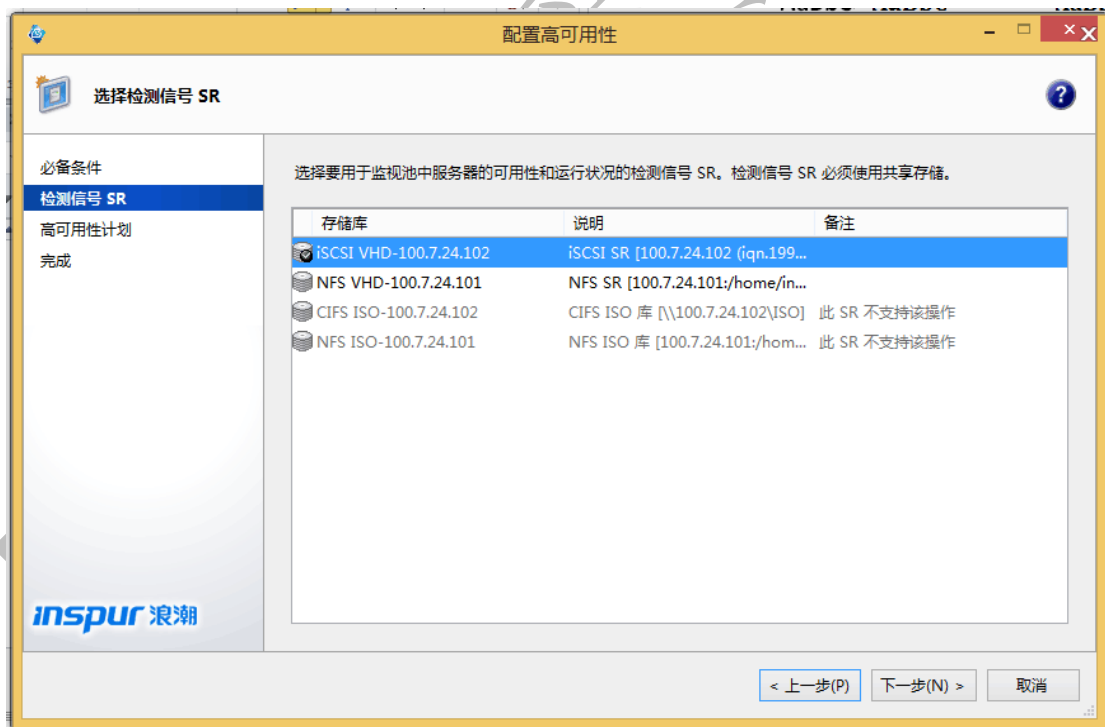 配置高可用性
选择检测信号 SR
必备条件
检测信号 SR
高可用性计划
完成
选择要用于监视池中服务器的可用性和运行状况的检测信号 SR。检测信号 SR 必须使用共享存储。
存储库 说明 备注
iSCSI VHD-100.7.24.102 iSCSI SR [100.7.24.102 (iqn.199...
NFS VHD-100.7.24.101 NFS SR [100.7.24.101:/home/in...
CIFS ISO-100.7.24.102 CIFS ISO 库 [\\100.7.24.102\ISO] 此 SR 不支持该操作
NFS ISO-100.7.24.101 NFS ISO 库 [100.7.24.101:/hom... 此 SR 不支持该操作
inspur 浪潮
< 上一步(P) 下一步(N) > 取消